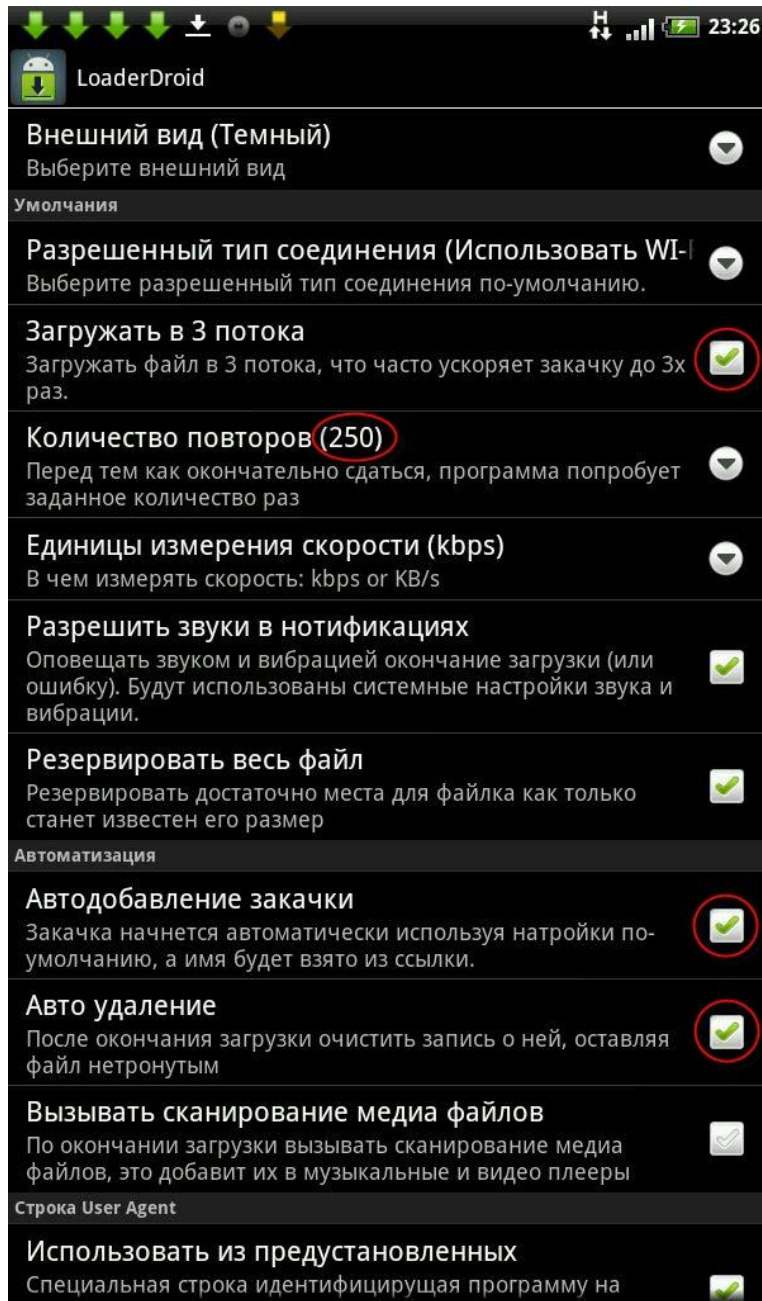 H
23:26
LoaderDroid
Внешний вид (Темный)
Выберите внешний вид
Умолчания
Разрешенный тип соединения (Использовать WI-
Выберите разрешенный тип соединения по-умолчанию.
Загружать в 3 потока
Загружать файл в 3 потока, что часто ускоряет закачку до 3х
раз.
Количество повторов (250)
Перед тем как окончательно сдаться, программа попробует
заданное количество раз
Единицы измерения скорости (kbps)
В чем измерять скорость: kbps or KB/s
Разрешить звуки в нотификациях
Оповещать звуком и вибрацией окончание загрузки (или
ошибку). Будут использованы системные настройки звука и
вибрации.
Резервировать весь файл
Резервировать достаточно места для файлка как только
станет известен его размер
Автоматизация
Автодобавление закачки
Закачка начнется автоматически используя натройки по-
умолчанию, а имя будет взято из ссылки.
Авто удаление
После окончания загрузки очистить запись о ней, оставляя
файл нетронутым
Вызывать сканирование медиа файлов
По окончании загрузки вызывать сканирование медиа
файлов, это добавит их в музыкальные и видео плееры
Строка User Agent
Использовать из предустановленных
Специальная строка идентифицирущая программу на